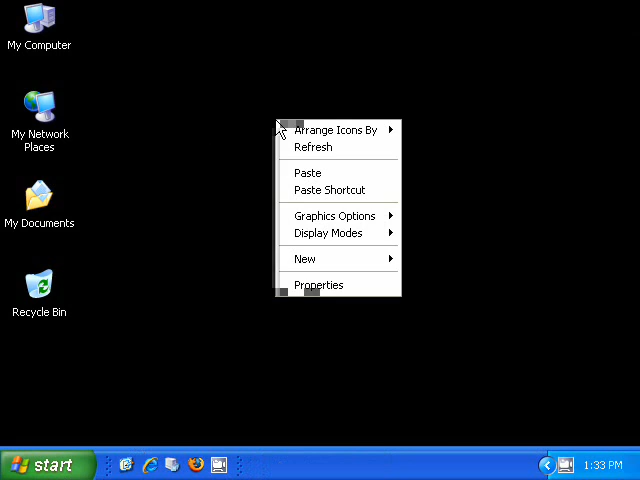 My Computer
My Network
Places
My Documents
Recycle Bin
Arrange Icons By
Refresh
Paste
Paste Shortcut
Graphics Options
Display Modes
New
Properties
start
1:33 PM